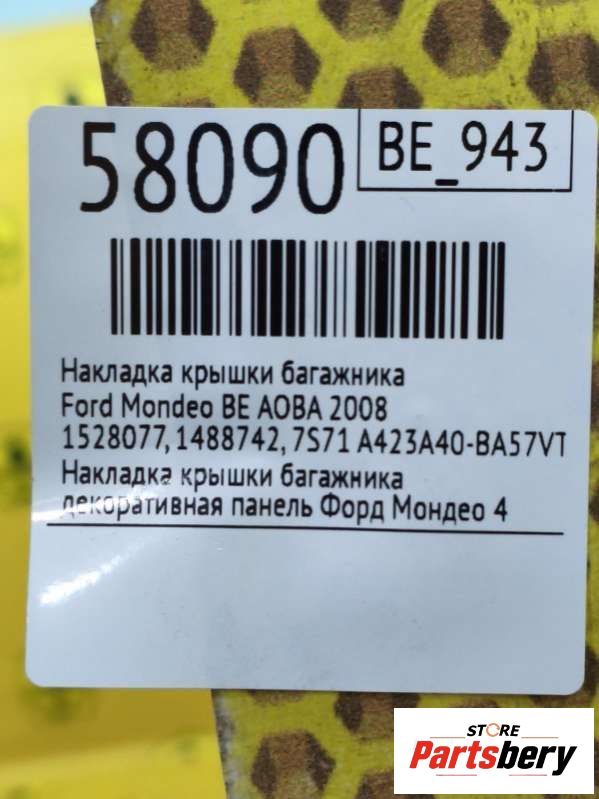 58090
BE_943
Накладка крышки багажника
Ford Mondeo BE AOBA 2008
1528077, 1488742, 7S71 A423A40-BA57VT
Накладка крышки багажника
декоративная панель Форд Мондео 4
STORE
Partsbery